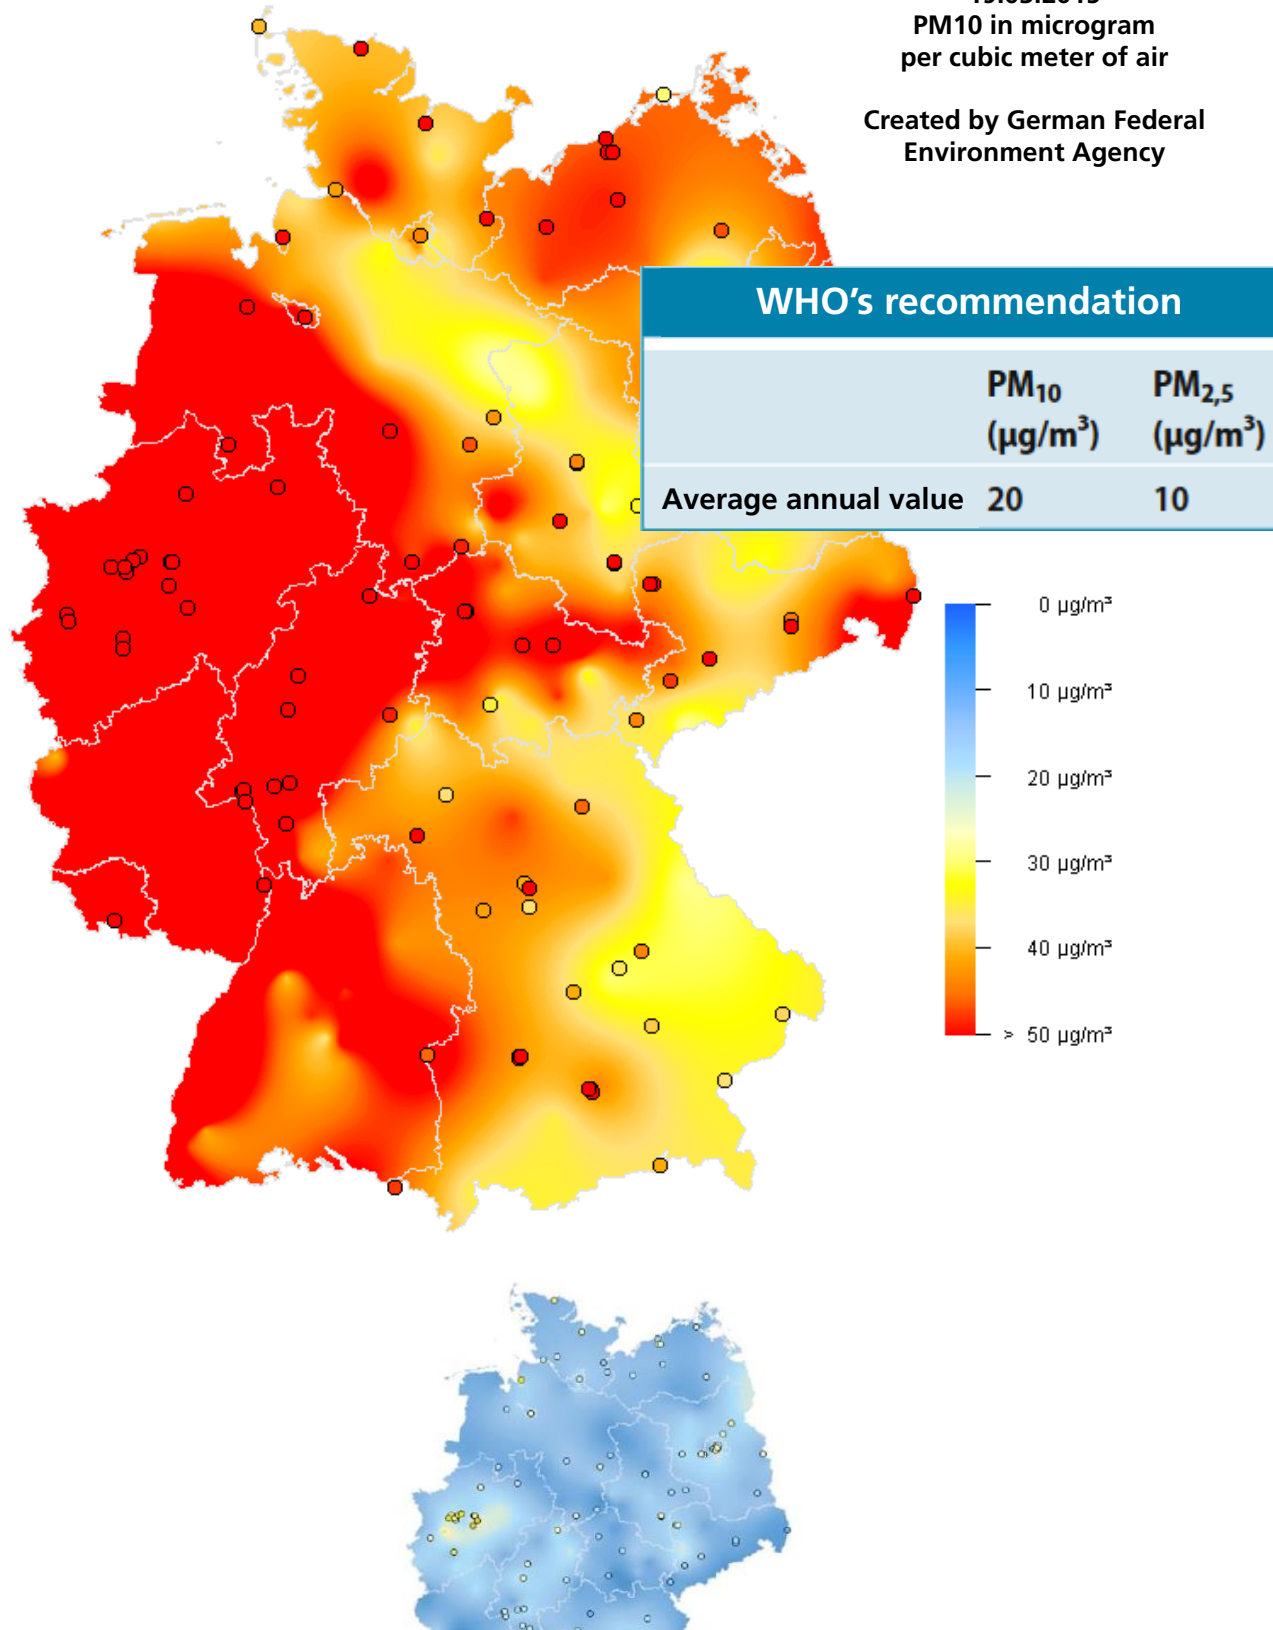 PM10 in microgram
per cubic meter of air
Created by German Federal
Environment Agency
WHO's recommendation
PM₁₀ PM₂,₅
(µg/m³) (µg/m³)
Average annual value 20 10
0 µg/m³
10 µg/m³
20 µg/m³
30 µg/m³
40 µg/m³
> 50 µg/m³